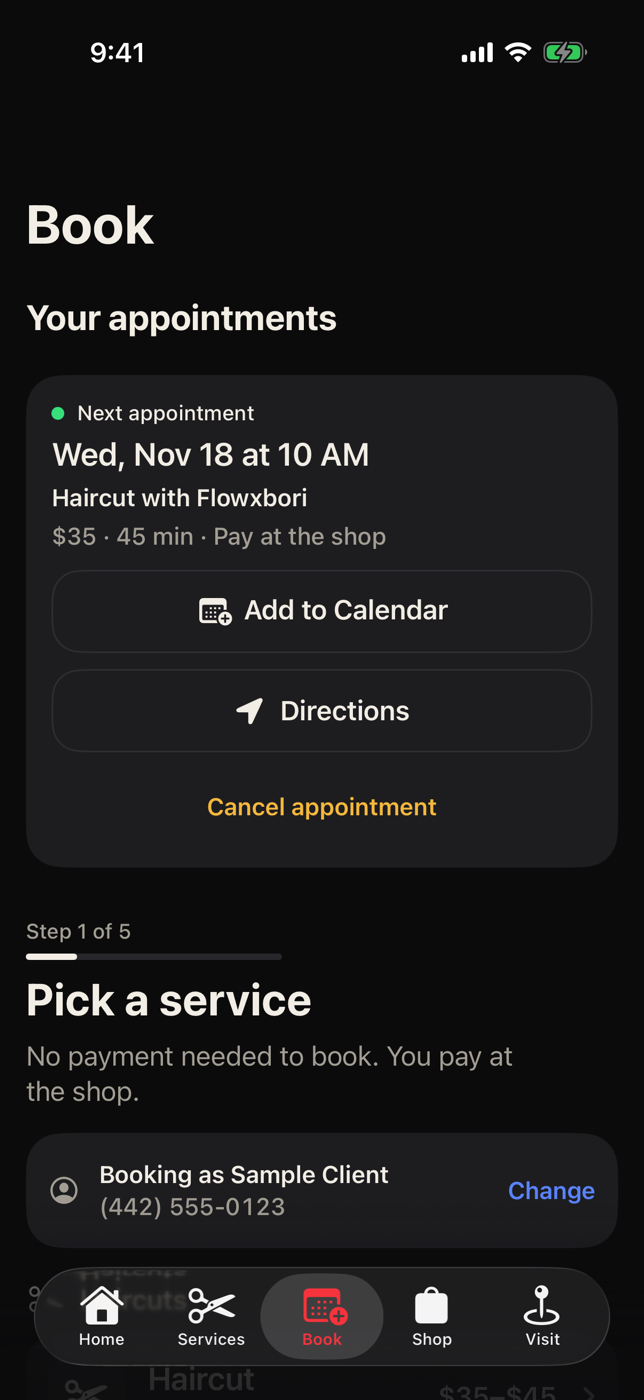 9:41
Book
Your appointments
Next appointment
Wed, Nov 18 at 10 AM
Haircut with Flowxbori
$35 · 45 min · Pay at the shop
Add to Calendar
Directions
Cancel appointment
Step 1 of 5
Pick a service
No payment needed to book. You pay at
the shop.
Booking as Sample Client
(442) 555-0123
Change
Haircuts
Home
Services
Book
Shop
Visit
Haircut
$35–$45